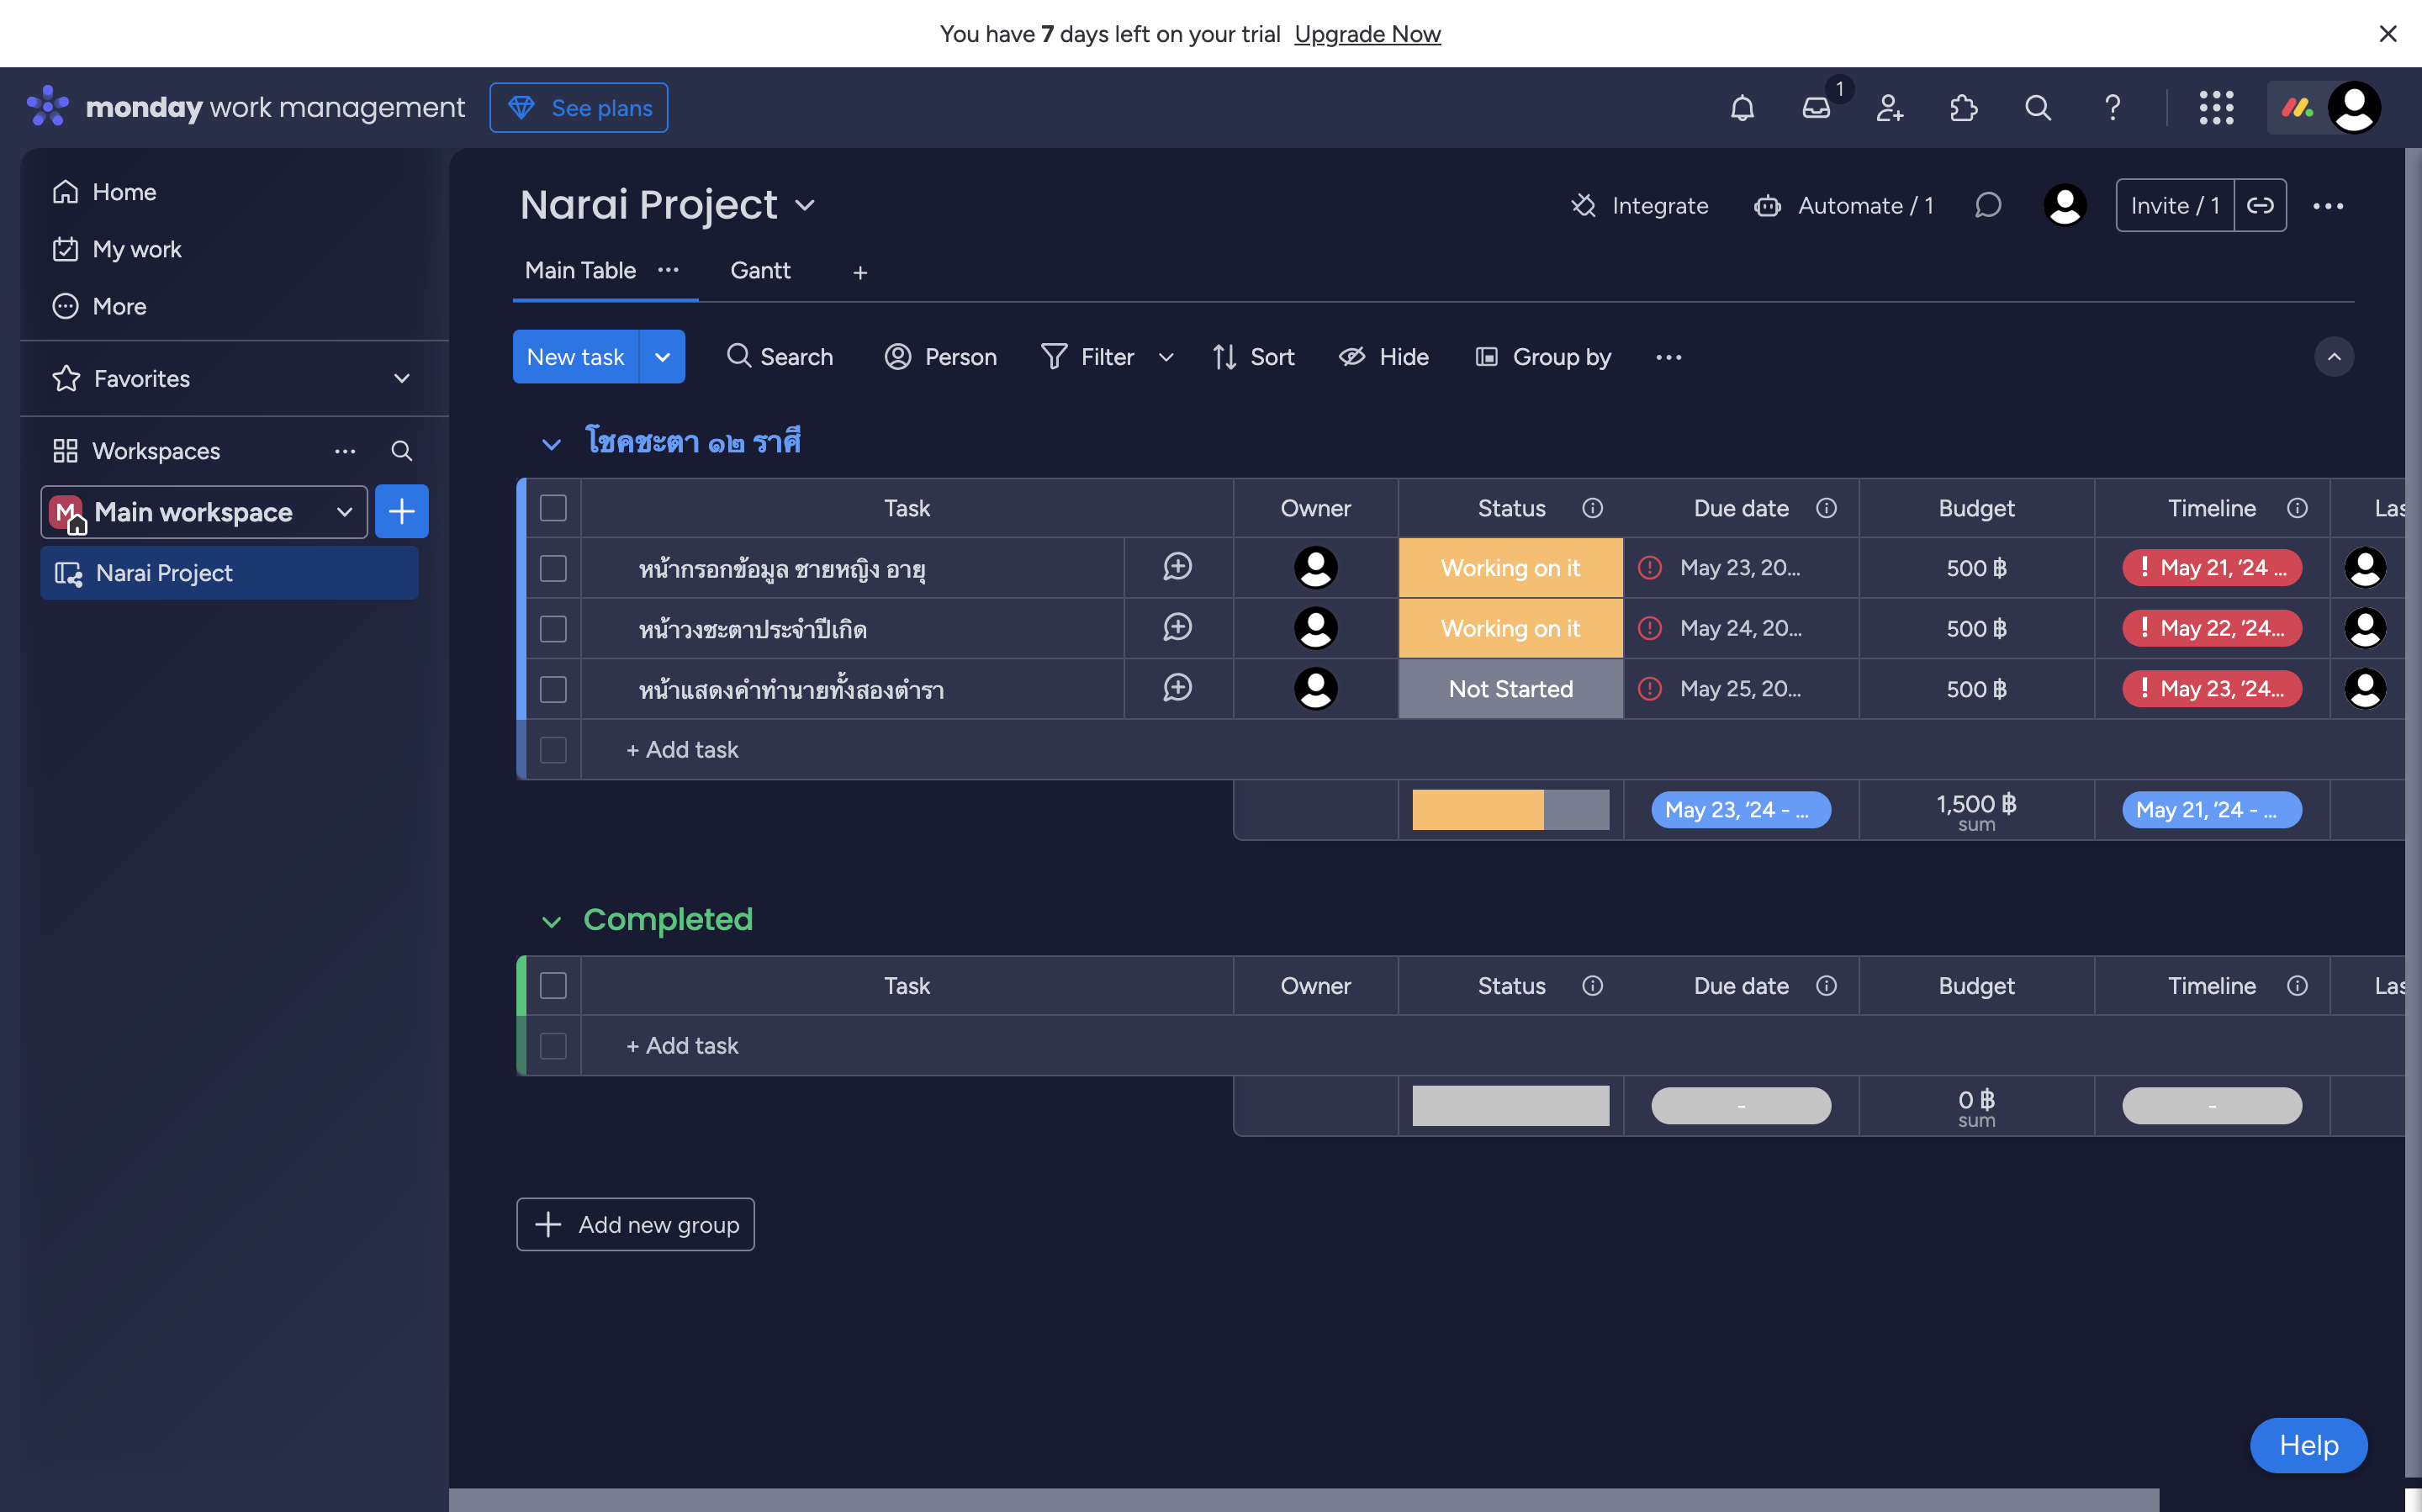 You have 7 days left on your trial Upgrade Now
monday work management See plans 1
Narai Project Integrate Automate / 1 Invite / 1
Main Table Gantt +
New task Search Person Filter Sort Hide Group by
Home
My work
More
Favorites
Workspaces
M Main workspace
Narai Project
โชคชะตา ๑๒ ราศี
Task Owner Status Due date Budget Timeline Las
หน้ากรอกข้อมูล ชายหญิง อายุ Working on it May 23, 20... 500 ฿ ! May 21, ’24 ...
หน้าวงชะตาประจำปีเกิด Working on it May 24, 20... 500 ฿ ! May 22, ’24...
หน้าแสดงคำทำนายทั้งสองตำรา Not Started May 25, 20... 500 ฿ ! May 23, ’24...
+ Add task
May 23, ’24 - ... 1,500 ฿ May 21, ’24 - ...
sum
Completed
Task Owner Status Due date Budget Timeline Las
+ Add task
- 0 ฿ -
sum
+ Add new group
Help